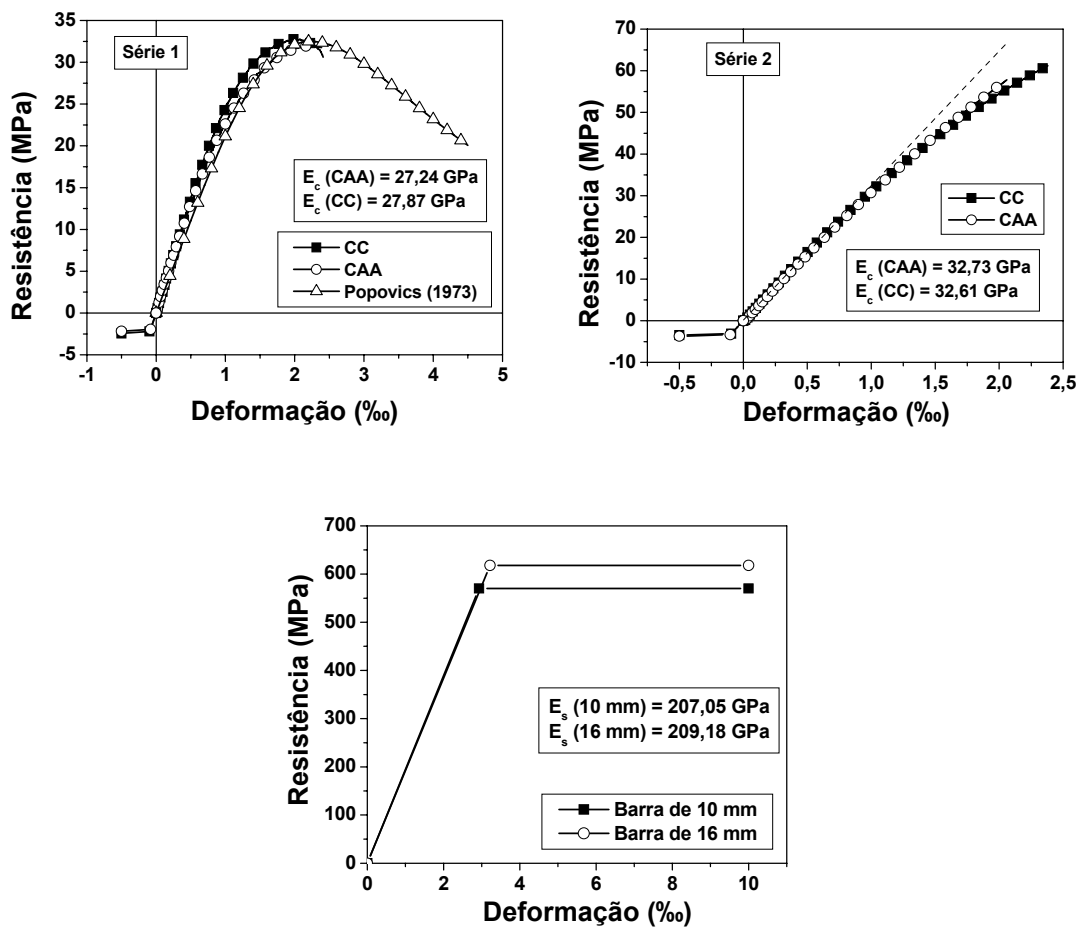 Série 1
35
30
25
20
15
10
5
0
-5
-1 0 1 2 3 4 5
Resistência (MPa)
Deformação (‰)
E_c (CAA) = 27,24 GPa
E_c (CC) = 27,87 GPa
CC
CAA
Popovics (1973)
Série 2
70
60
50
40
30
20
10
0
-10
-0,5 0,0 0,5 1,0 1,5 2,0 2,5
Resistência (MPa)
Deformação (‰)
CC
CAA
E_c (CAA) = 32,73 GPa
E_c (CC) = 32,61 GPa
700
600
500
400
300
200
100
0
0 2 4 6 8 10
Resistência (MPa)
Deformação (‰)
E_s (10 mm) = 207,05 GPa
E_s (16 mm) = 209,18 GPa
Barra de 10 mm
Barra de 16 mm